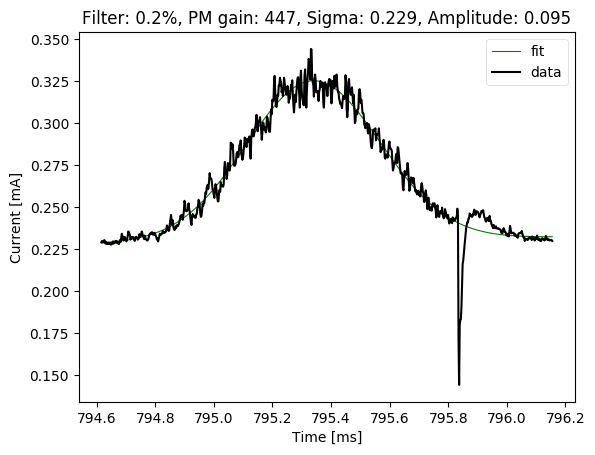 Filter: 0.2%, PM gain: 447, Sigma: 0.229, Amplitude: 0.095
fit
data
0.350
0.325
0.300
0.275
0.250
0.225
0.200
0.175
0.150
Current [mA]
794.6 794.8 795.0 795.2 795.4 795.6 795.8 796.0 796.2
Time [ms]